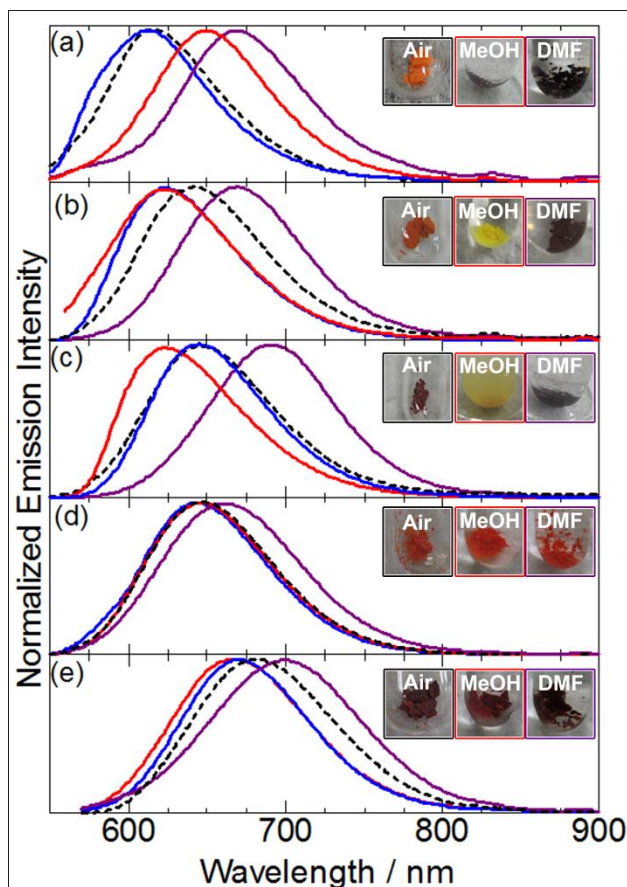 Normalized Emission Intensity
(a)
Air MeOH DMF
(b)
Air MeOH DMF
(c)
Air MeOH DMF
(d)
Air MeOH DMF
(e)
Air MeOH DMF
600 700 800 900
Wavelength / nm